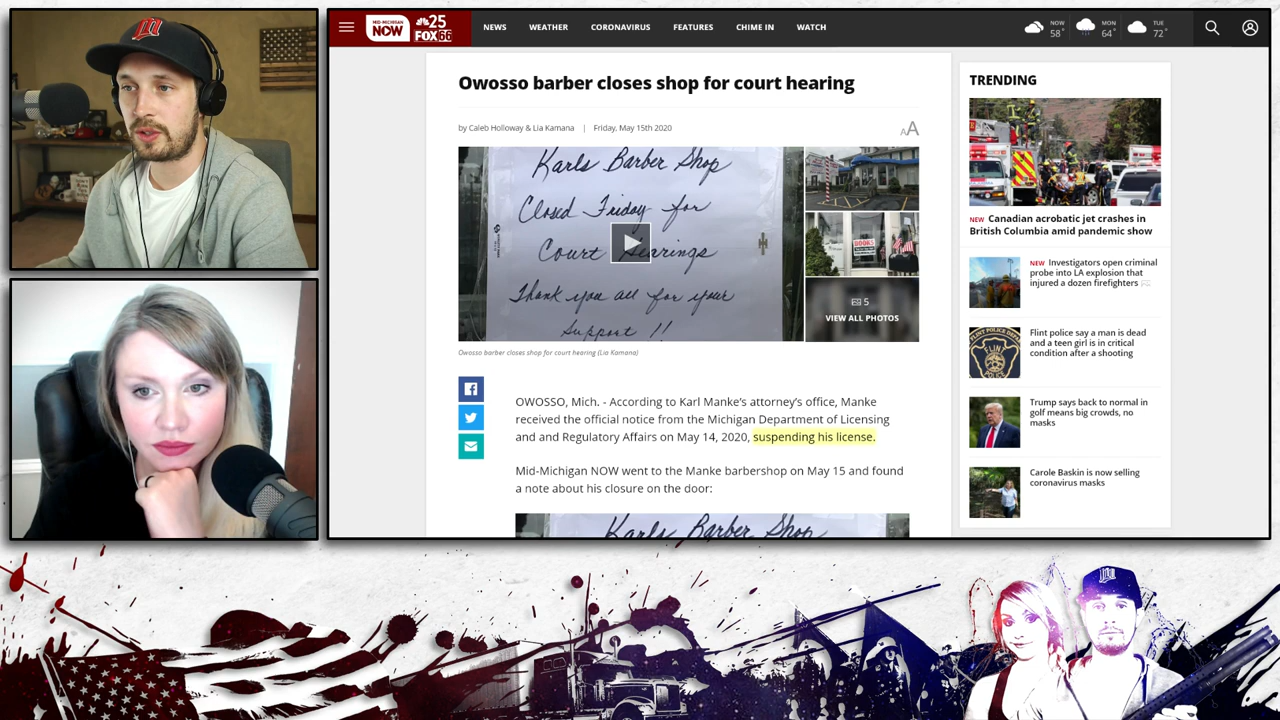 MID-MICHIGAN
NOW
25
FOX 66
NEWS
WEATHER
CORONAVIRUS
FEATURES
CHIME IN
WATCH
NOW
58°
MON
64°
TUE
72°
Owosso barber closes shop for court hearing
by Caleb Holloway & Lia Kamana | Friday, May 15th 2020
AA
Karls Barber Shop
Closed Friday for
Court Hearings
Thank you all for your
Support !!
5
VIEW ALL PHOTOS
Owosso barber closes shop for court hearing (Lia Kamana)
OWOSSO, Mich. - According to Karl Manke's attorney's office, Manke
received the official notice from the Michigan Department of Licensing
and and Regulatory Affairs on May 14, 2020, suspending his license.
Mid-Michigan NOW went to the Manke barbershop on May 15 and found
a note about his closure on the door:
Karls Barber Shop
TRENDING
NEW Canadian acrobatic jet crashes in
British Columbia amid pandemic show
NEW Investigators open criminal
probe into LA explosion that
injured a dozen firefighters
Flint police say a man is dead
and a teen girl is in critical
condition after a shooting
Trump says back to normal in
golf means big crowds, no
masks
Carole Baskin is now selling
coronavirus masks